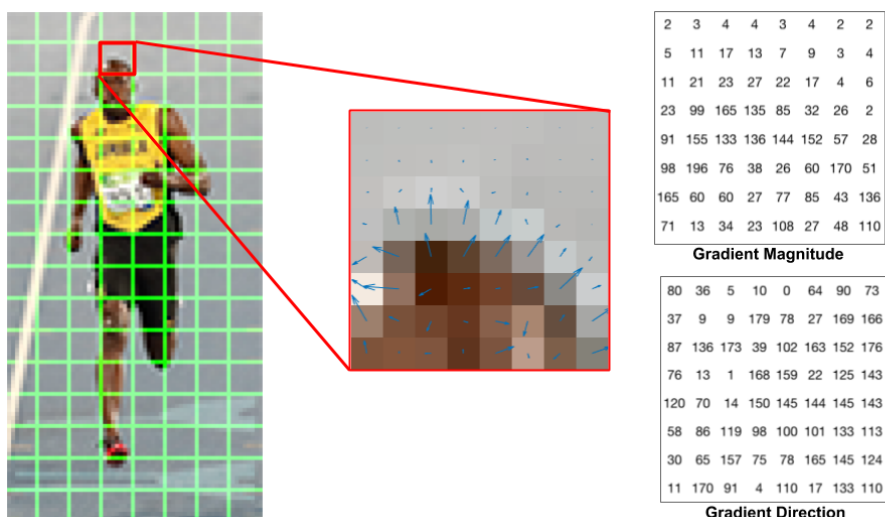 2 3 4 4 3 4 2 2
5 11 17 13 7 9 3 4
11 21 23 27 22 17 4 6
23 99 165 135 85 32 26 2
91 155 133 136 144 152 57 28
98 196 76 38 26 60 170 51
165 60 60 27 77 85 43 136
71 13 34 23 108 27 48 110
Gradient Magnitude
80 36 5 10 0 64 90 73
37 9 9 179 78 27 169 166
87 136 173 39 102 163 152 176
76 13 1 168 159 22 125 143
120 70 14 150 145 144 145 143
58 86 119 98 100 101 133 113
30 65 157 75 78 165 145 124
11 170 91 4 110 17 133 110
Gradient Direction